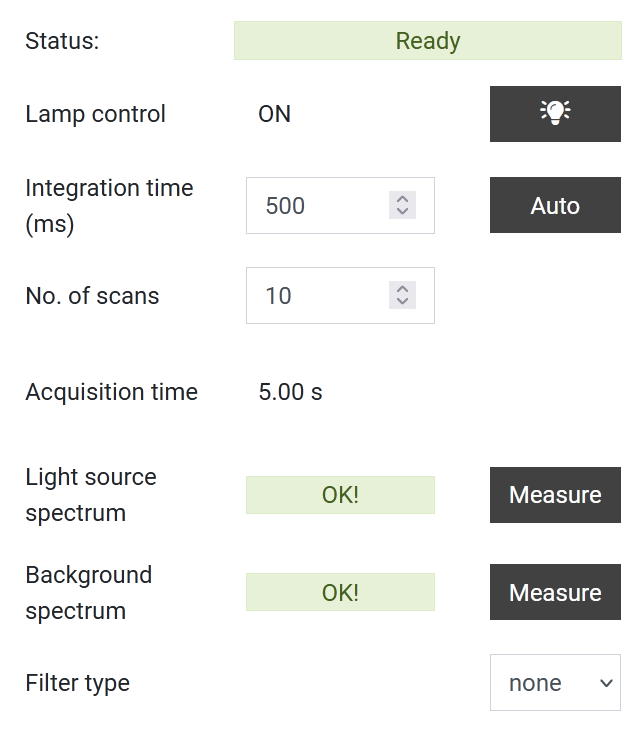 Status: Ready
Lamp control ON
Integration time
(ms) 500 Auto
No. of scans 10
Acquisition time 5.00 s
Light source
spectrum OK! Measure
Background
spectrum OK! Measure
Filter type none